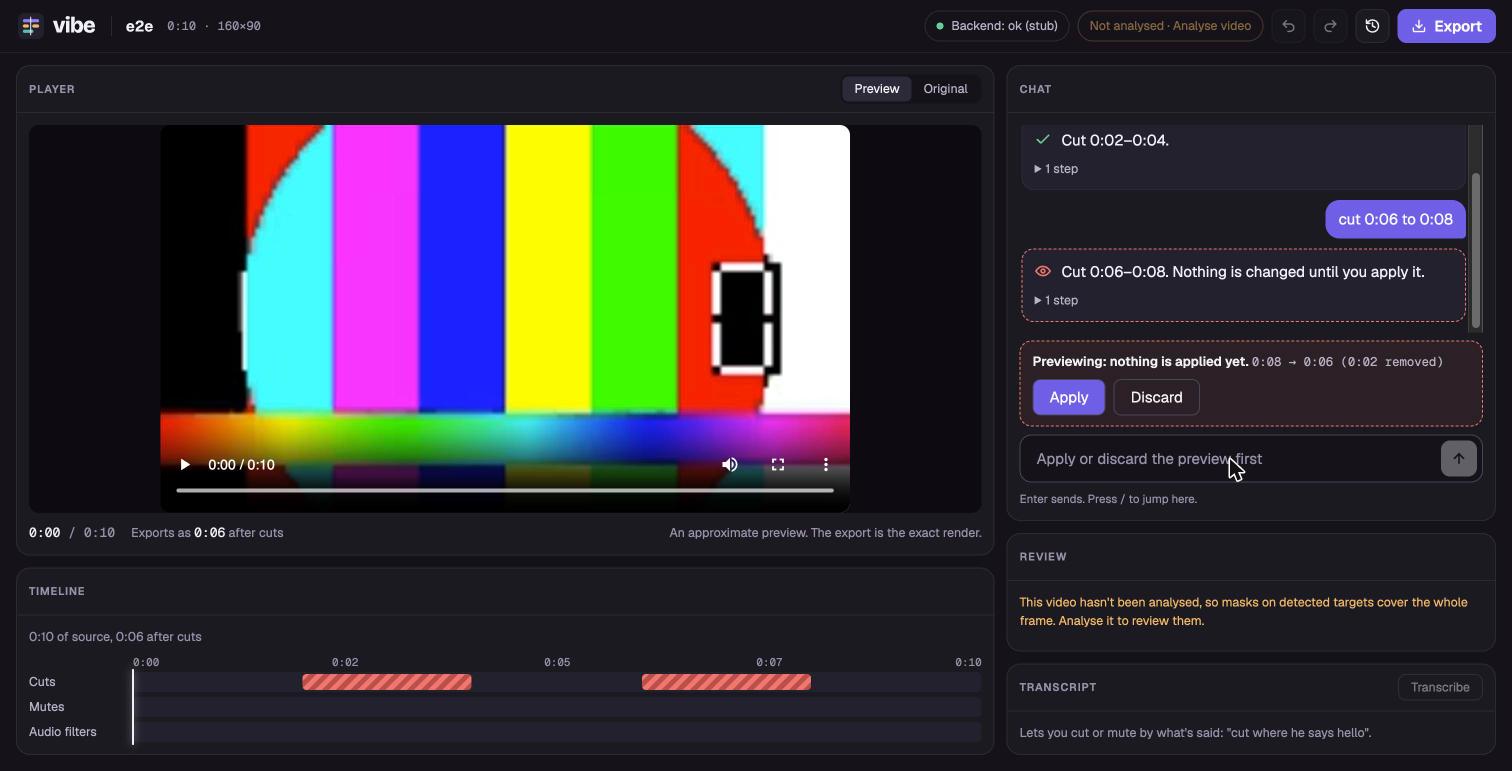 vibe e2e 0:10 · 160×90 Backend: ok (stub) Not analysed · Analyse video Export
PLAYER Preview Original
0:00 / 0:10
0:00 / 0:10 Exports as 0:06 after cuts An approximate preview. The export is the exact render.
TIMELINE
0:10 of source, 0:06 after cuts
0:00 0:02 0:05 0:07 0:10
Cuts
Mutes
Audio filters
CHAT
Cut 0:02–0:04.
1 step
cut 0:06 to 0:08
Cut 0:06–0:08. Nothing is changed until you apply it.
1 step
Previewing: nothing is applied yet. 0:08 → 0:06 (0:02 removed)
Apply Discard
Apply or discard the preview first
Enter sends. Press / to jump here.
REVIEW
This video hasn't been analysed, so masks on detected targets cover the whole
frame. Analyse it to review them.
TRANSCRIPT Transcribe
Lets you cut or mute by what's said: "cut where he says hello".